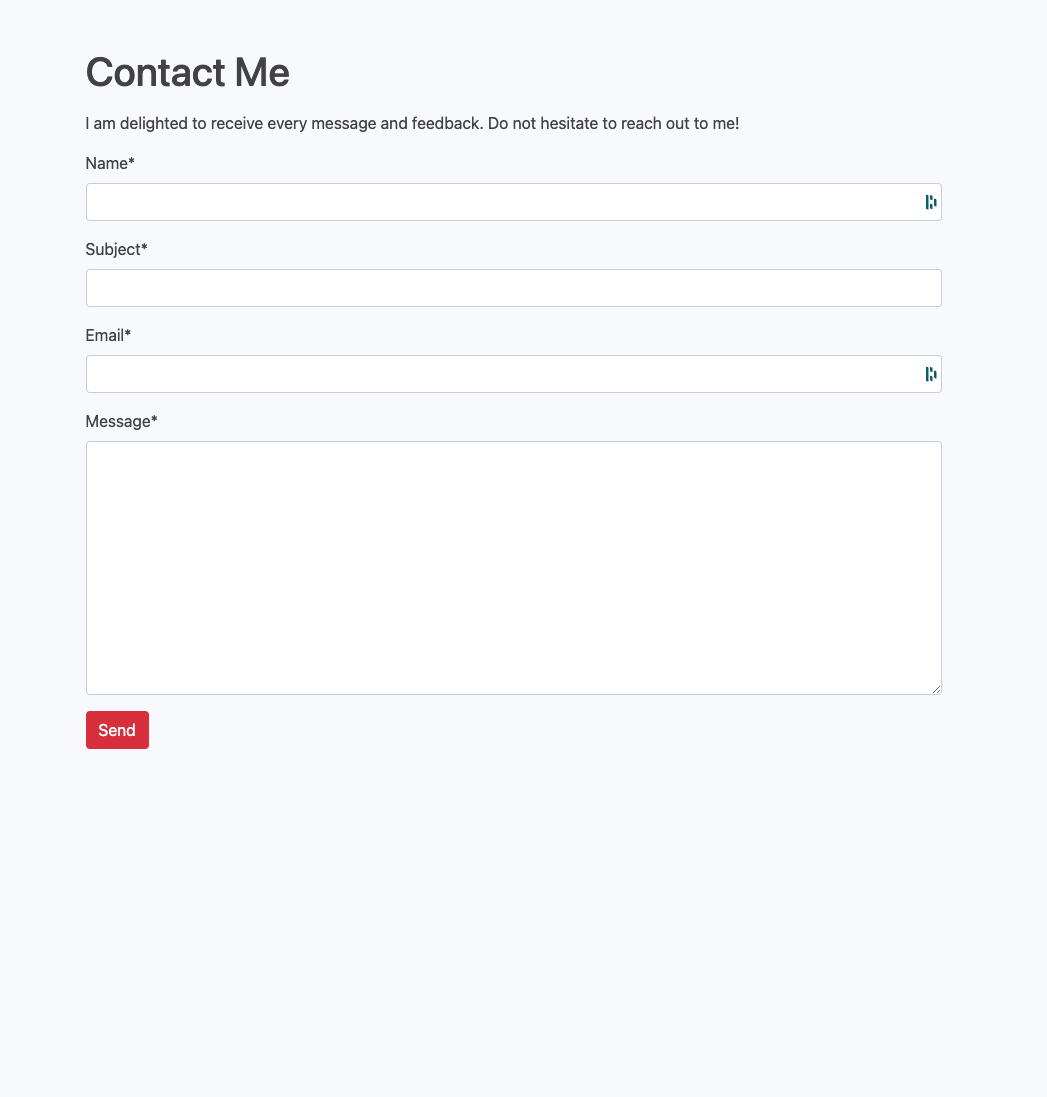 Contact Me
I am delighted to receive every message and feedback. Do not hesitate to reach out to me!
Name*
Subject*
Email*
Message*
Send